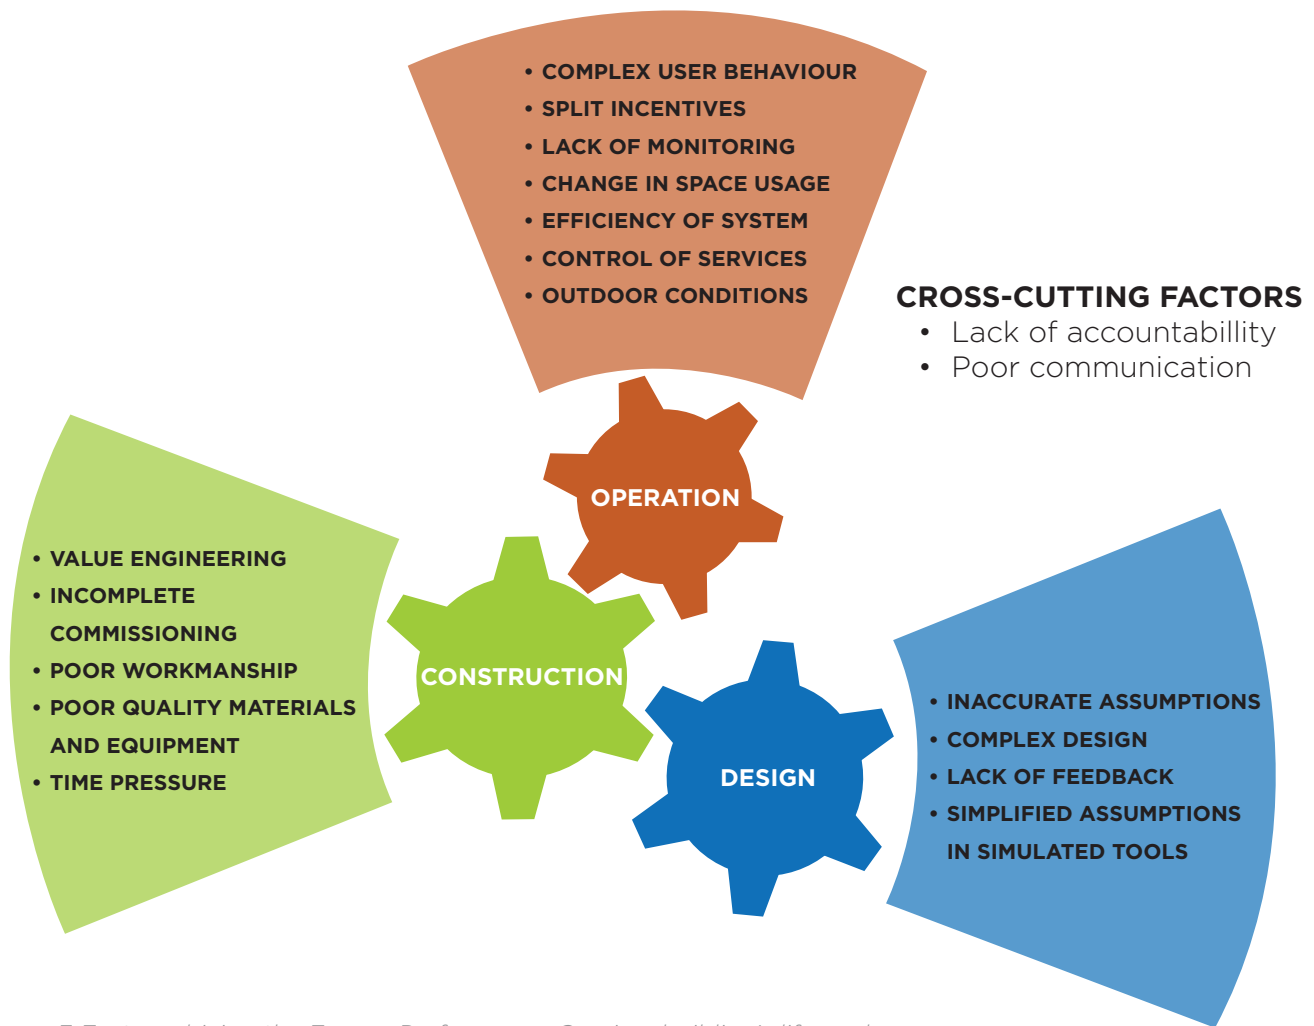 • COMPLEX USER BEHAVIOUR
• SPLIT INCENTIVES
• LACK OF MONITORING
• CHANGE IN SPACE USAGE
• EFFICIENCY OF SYSTEM
• CONTROL OF SERVICES
• OUTDOOR CONDITIONS
CROSS-CUTTING FACTORS
• Lack of accountabillity
• Poor communication
OPERATION
• VALUE ENGINEERING
• INCOMPLETE
COMMISSIONING
• POOR WORKMANSHIP
• POOR QUALITY MATERIALS
AND EQUIPMENT
• TIME PRESSURE
CONSTRUCTION
DESIGN
• INACCURATE ASSUMPTIONS
• COMPLEX DESIGN
• LACK OF FEEDBACK
• SIMPLIFIED ASSUMPTIONS
IN SIMULATED TOOLS